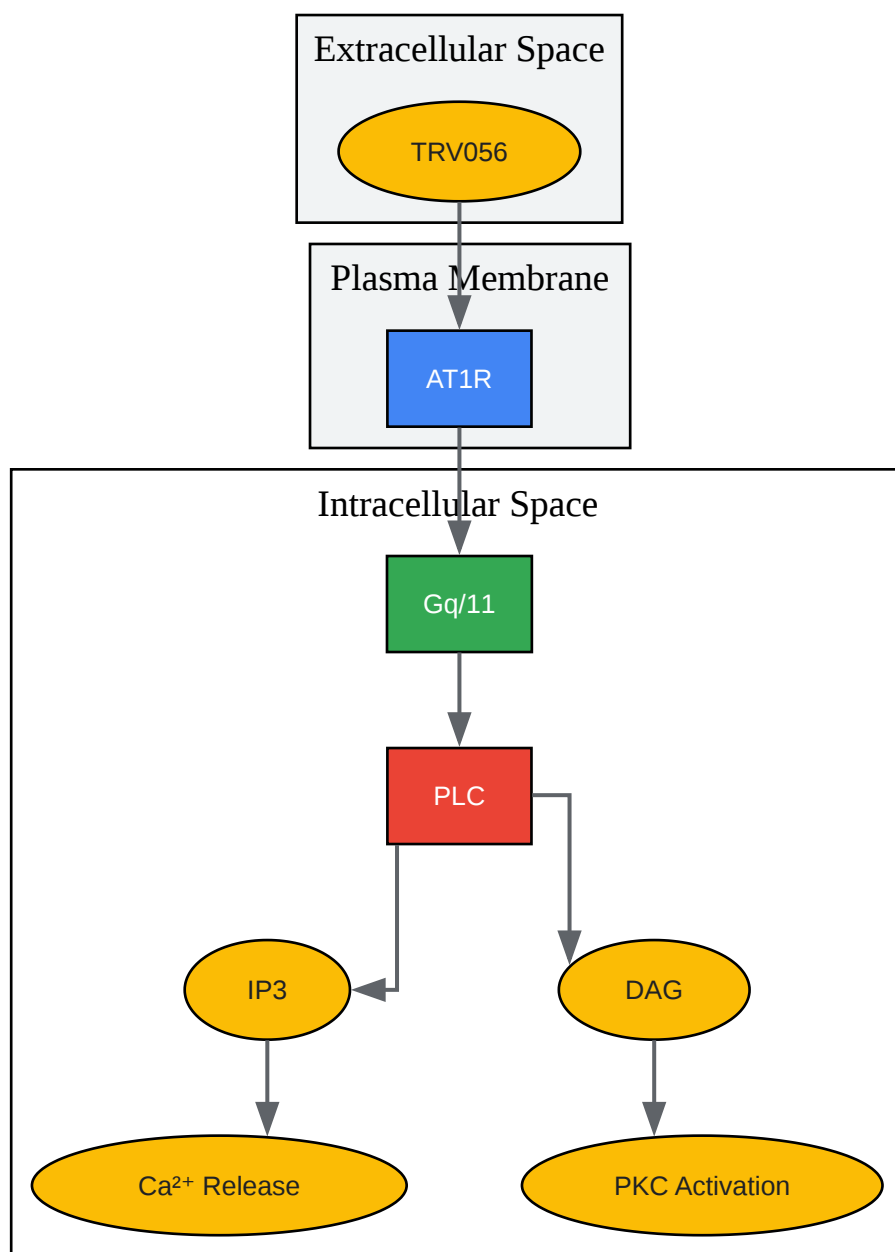 Extracellular Space
TRV056
Plasma Membrane
AT1R
Intracellular Space
Gq/11
PLC
IP3
DAG
Ca²⁺ Release
PKC Activation